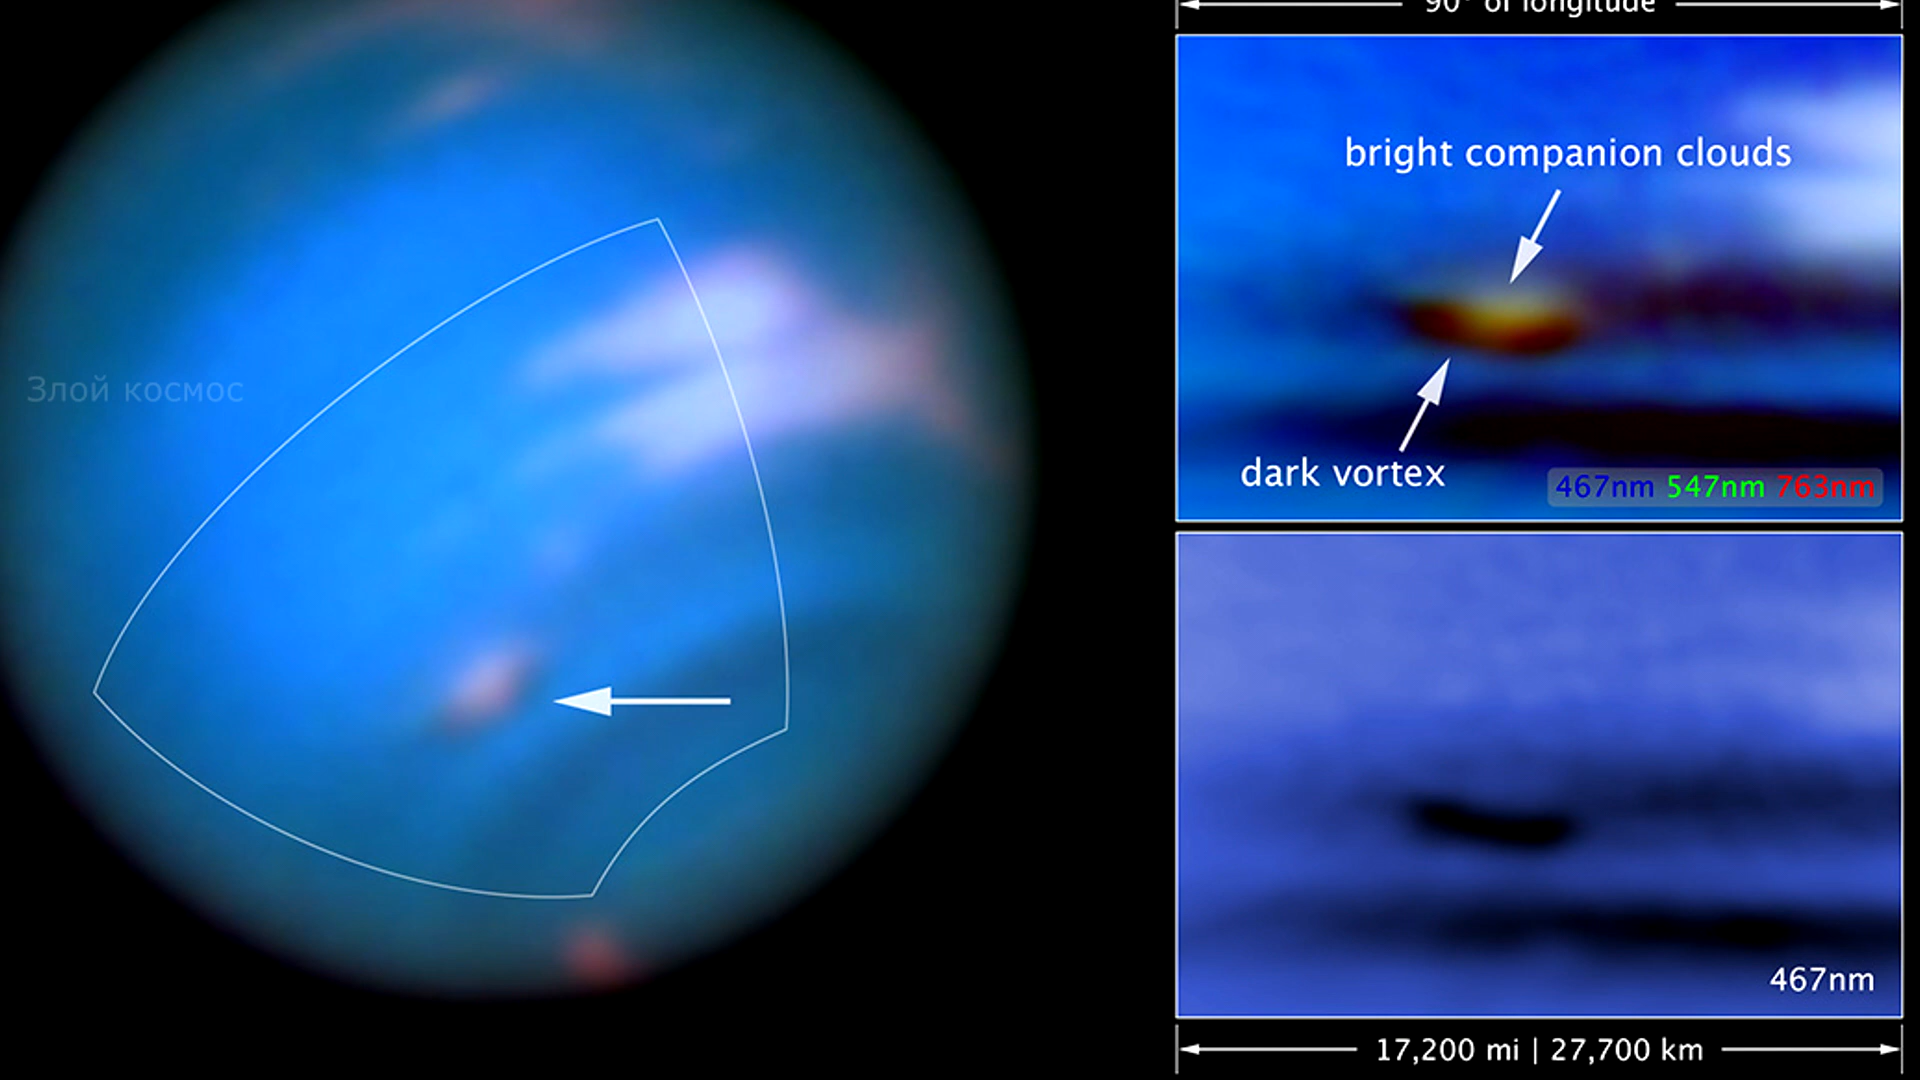 90° of longitude
bright companion clouds
Злой космос
dark vortex
467nm 547nm 763nm
467nm
17,200 mi | 27,700 km